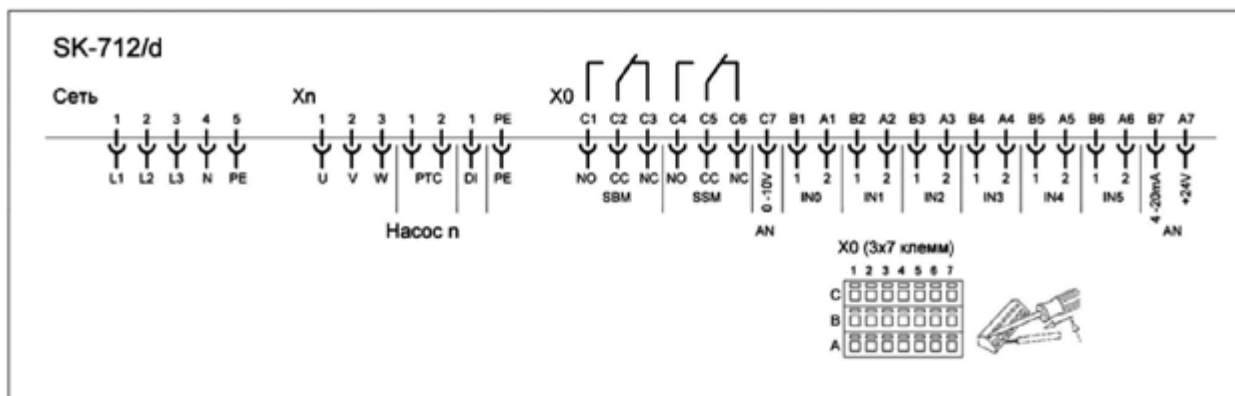 SK-712/d
Сеть Xn X0
1 2 3 4 5 1 2 3 1 2 1 PE C1 C2 C3 C4 C5 C6 C7 B1 A1 B2 A2 B3 A3 B4 A4 B5 A5 B6 A6 B7 A7
L1 L2 L3 N PE U V W PTC DI PE NO CC NC NO CC NC 0 -10V 1 2 1 2 1 2 1 2 1 2 1 2 4 -20mA +24V
SBM SSM IN0 IN1 IN2 IN3 IN4 IN5
Насос n AN AN
X0 (3x7 клемм)
1 2 3 4 5 6 7
C
B
A